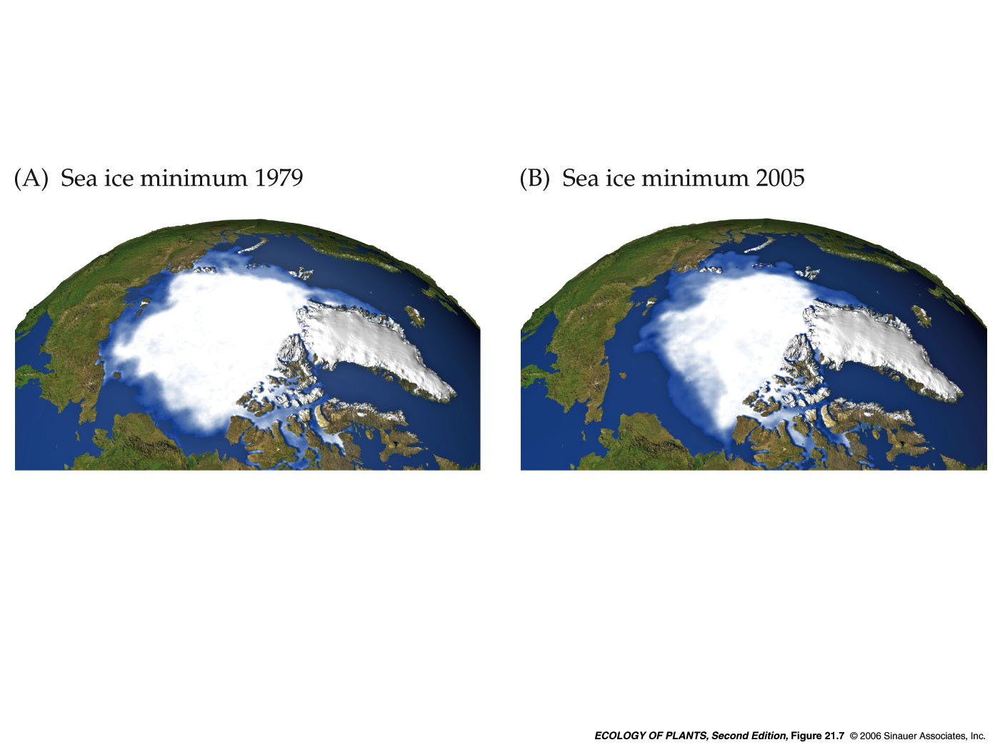 (A) Sea ice minimum 1979
(B) Sea ice minimum 2005
ECOLOGY OF PLANTS, Second Edition, Figure 21.7 © 2006 Sinauer Associates, Inc.